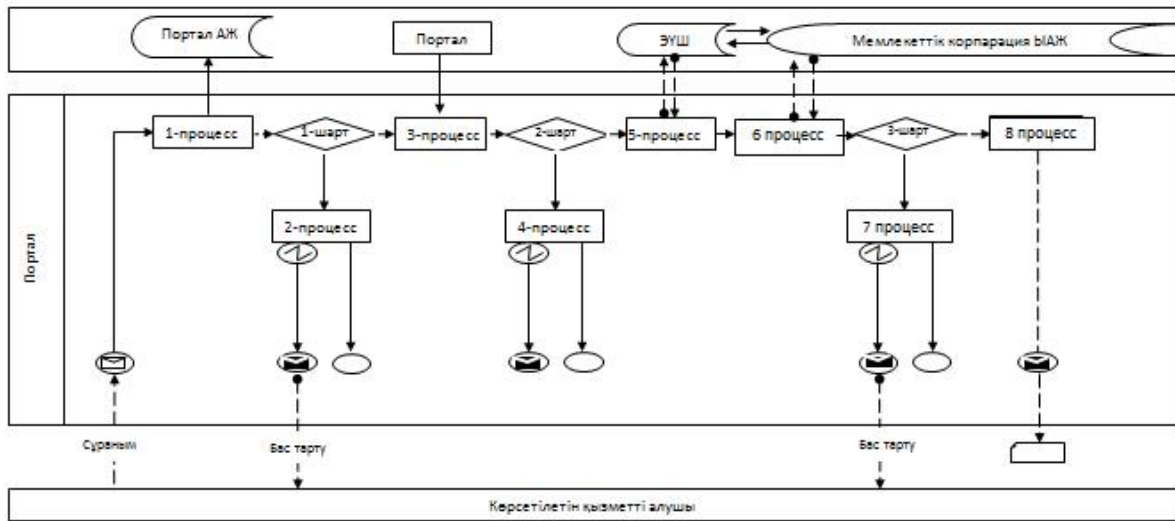 Портал АЖ
Портал
ЭҮШ
Мемлекеттік корпарация ЫАЖ
1-процесс
1-шарт
3-процесс
2-шарт
5-процесс
6 процесс
3-шарт
8 процесс
2-процесс
4-процесс
7 процесс
Портал
Сұраным
Бас тарту
Бас тарту
Көрсетілетін қызметті алушы